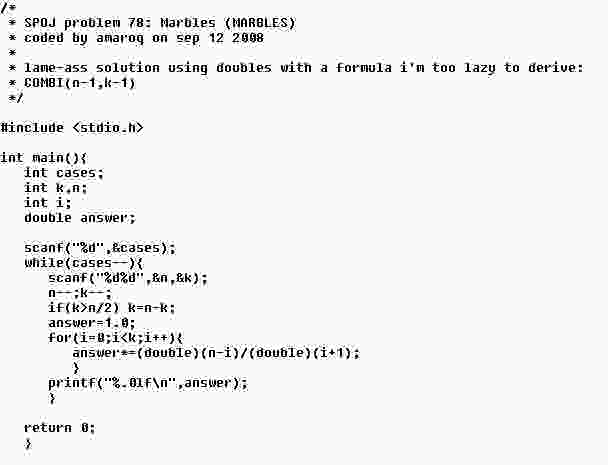 /*
 * SPOJ problem 78: Marbles (MARBLES)
 * coded by amaroq on sep 12 2008
 *
 * lame-ass solution using doubles with a formula i'm too lazy to derive:
 * COMBI(n-1,k-1)
 */
#include <stdio.h>
int main(){
   int cases;
   int k,n;
   int i;
   double answer;
   scanf("%d",&cases);
   while(cases--){
      scanf("%d%d",&n,&k);
      n--;k--;
      if(k>n/2) k=n-k;
      answer=1.0;
      for(i=0;i<k;i++){
         answer*=(double)(n-i)/(double)(i+1);
         }
      printf("%.0lf\n",answer);
      }
   return 0;
   }